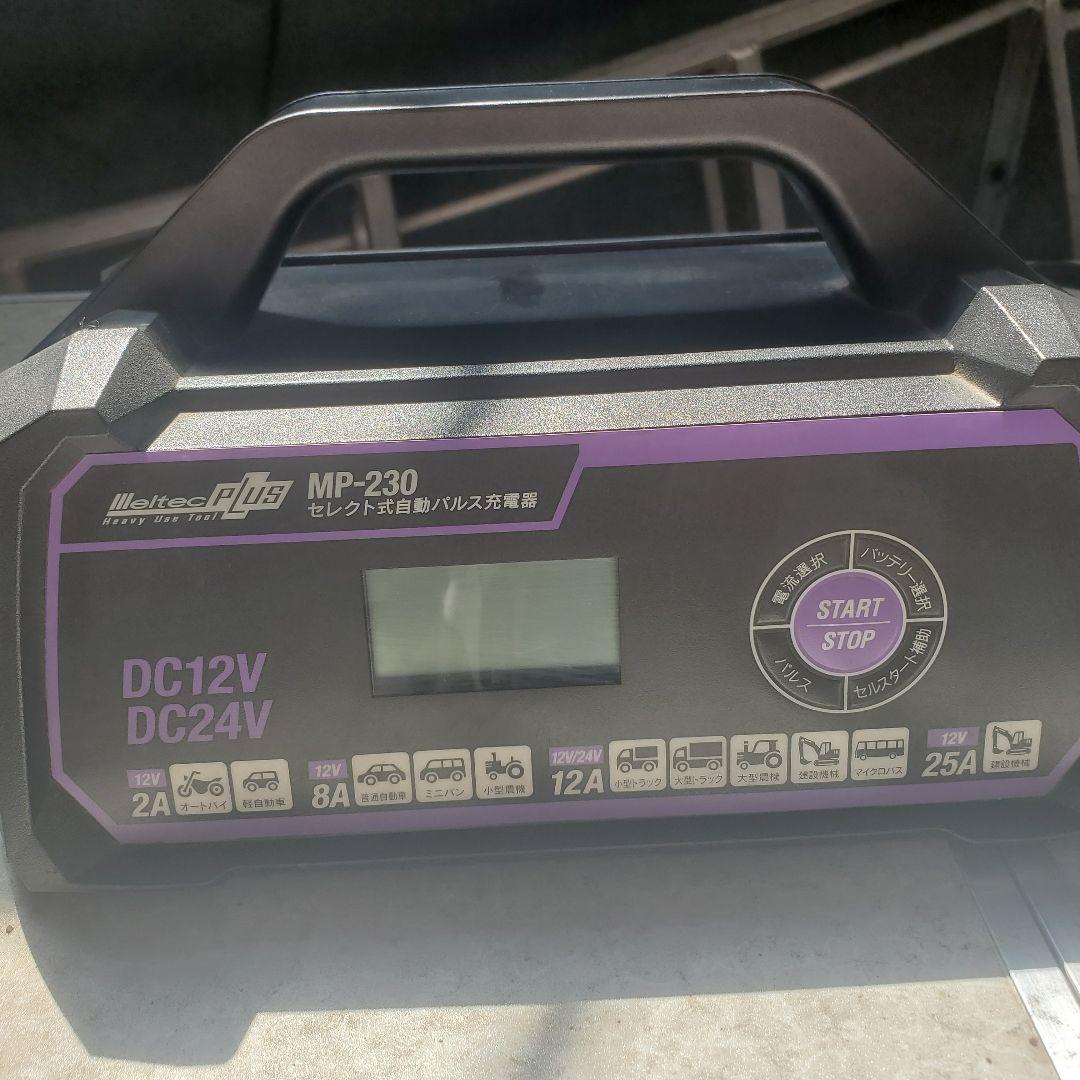 Meltec PLUS
Heavy Use Tool
MP-230
セレクト式自動パルス充電器
電流選択
バッテリー選択
START
STOP
パルス
セルスタート補助
DC12V
DC24V
12V
2A
オートバイ
軽自動車
12V
8A
普通自動車
ミニバン
小型農機
12V/24V
12A
小型トラック
大型トラック
大型農機
建設機械
マイクロバス
12V
25A
建設機械